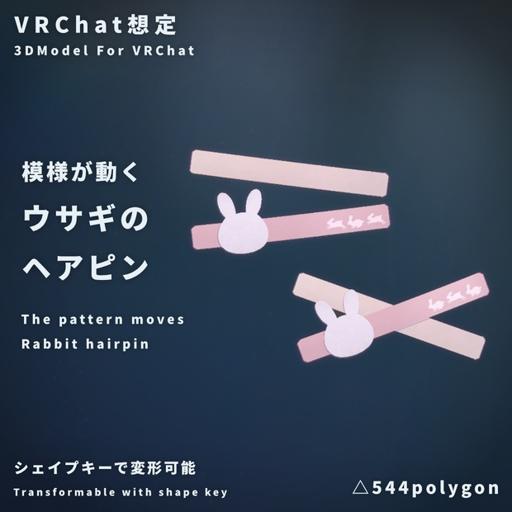 VRChat想定
3DModel For VRChat
模様が動く
ウサギの
ヘアピン
The pattern moves
Rabbit hairpin
シェイプキーで変形可能
Transformable with shape key
△544polygon